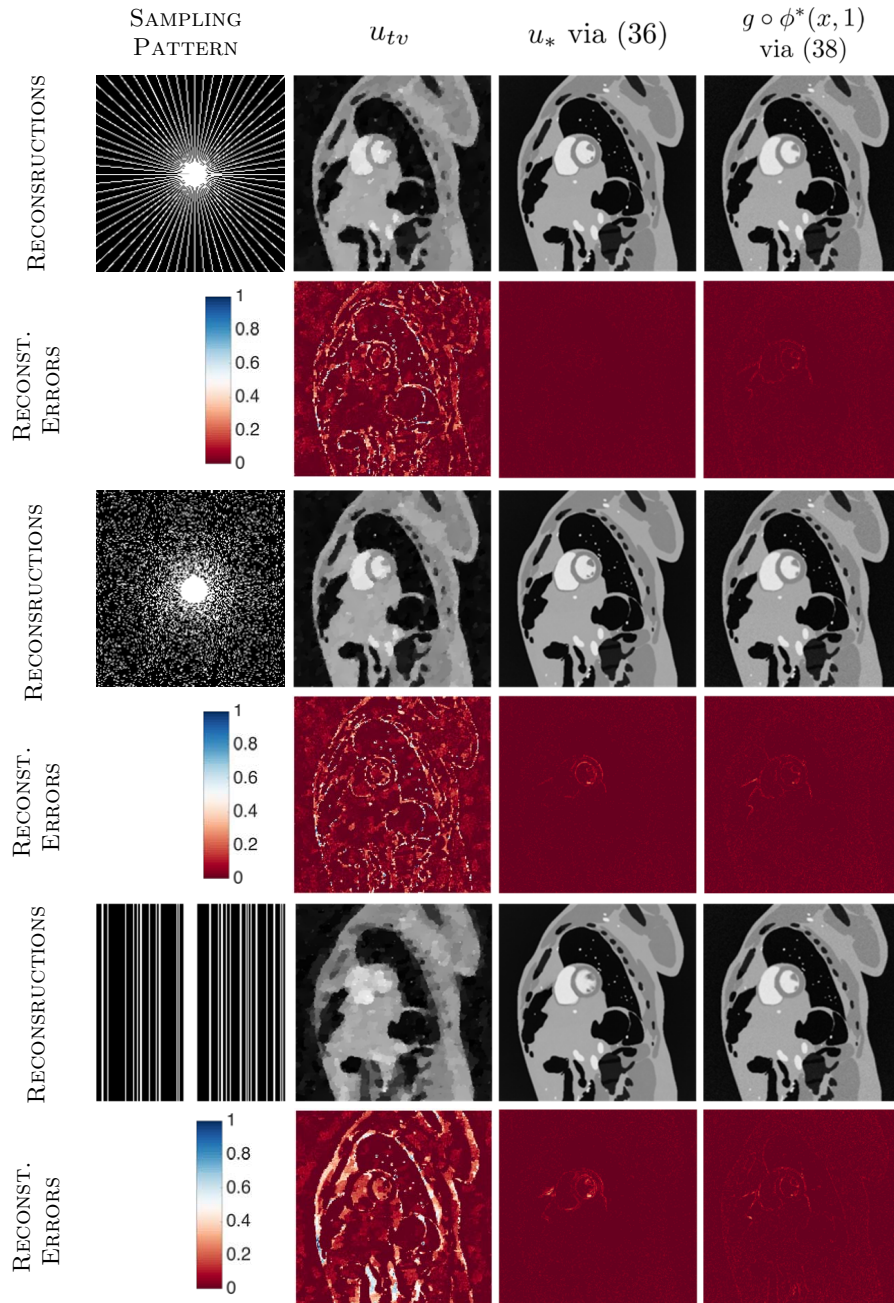 SAMPLING
PATTERN
u_{tv}
u_* via (36)
g ∘ ϕ*(x, 1)
via (38)
RECONSRUCTIONS
RECONST.
ERRORS
1
0.8
0.6
0.4
0.2
0
RECONSRUCTIONS
RECONST.
ERRORS
1
0.8
0.6
0.4
0.2
0
RECONSRUCTIONS
RECONST.
ERRORS
1
0.8
0.6
0.4
0.2
0